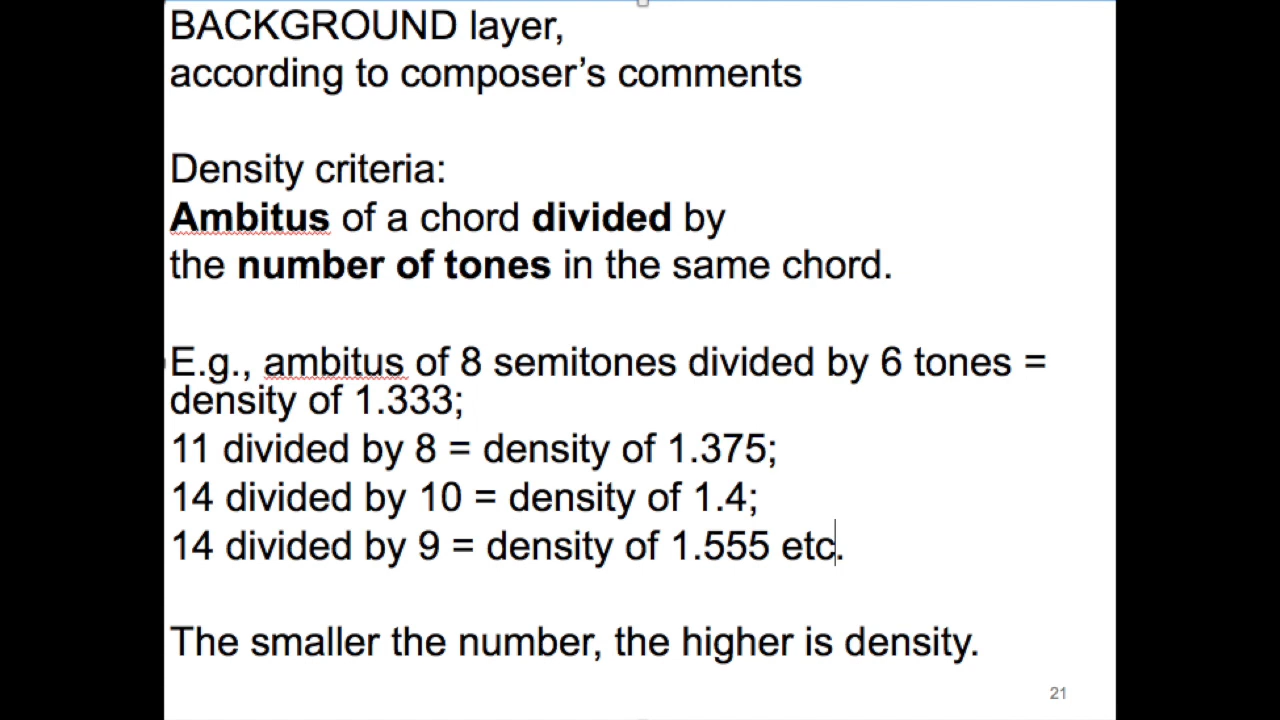 BACKGROUND layer,
according to composer’s comments
Density criteria:
Ambitus of a chord divided by
the number of tones in the same chord.
E.g., ambitus of 8 semitones divided by 6 tones =
density of 1.333;
11 divided by 8 = density of 1.375;
14 divided by 10 = density of 1.4;
14 divided by 9 = density of 1.555 etc.
The smaller the number, the higher is density.
21